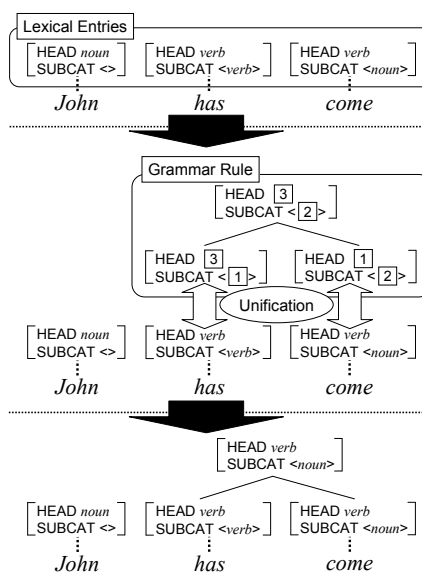 Lexical Entries
HEAD noun HEAD verb HEAD verb
SUBCAT <> SUBCAT <verb> SUBCAT <noun>
John has come
Grammar Rule
HEAD 3
SUBCAT < 2 >
HEAD 3 HEAD 1
SUBCAT < 1 > SUBCAT < 2 >
Unification
HEAD noun HEAD verb HEAD verb
SUBCAT <> SUBCAT <verb> SUBCAT <noun>
John has come
HEAD verb
SUBCAT <noun>
HEAD noun HEAD verb HEAD verb
SUBCAT <> SUBCAT <verb> SUBCAT <noun>
John has come